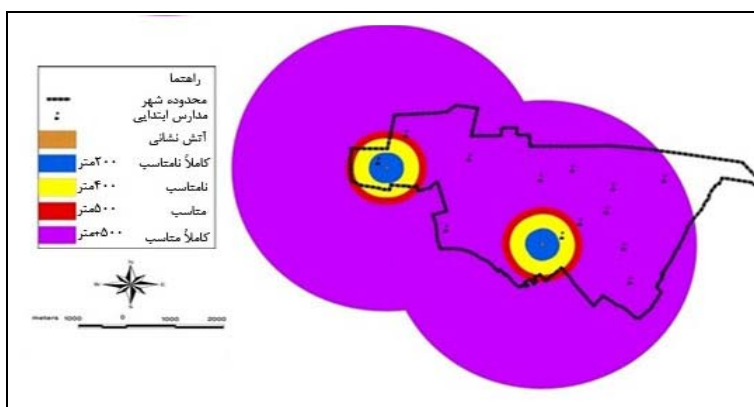 راهنما
محدوده شهر
مدارس ابتدایی
آتش نشانی
کاملاً نامتاسب ۲۰۰متر
نامتاسب ۴۰۰متر
متاسب ۵۰۰متر
کاملاً متاسب ۵۰۰+متر
meters 1000 0 1000 2000